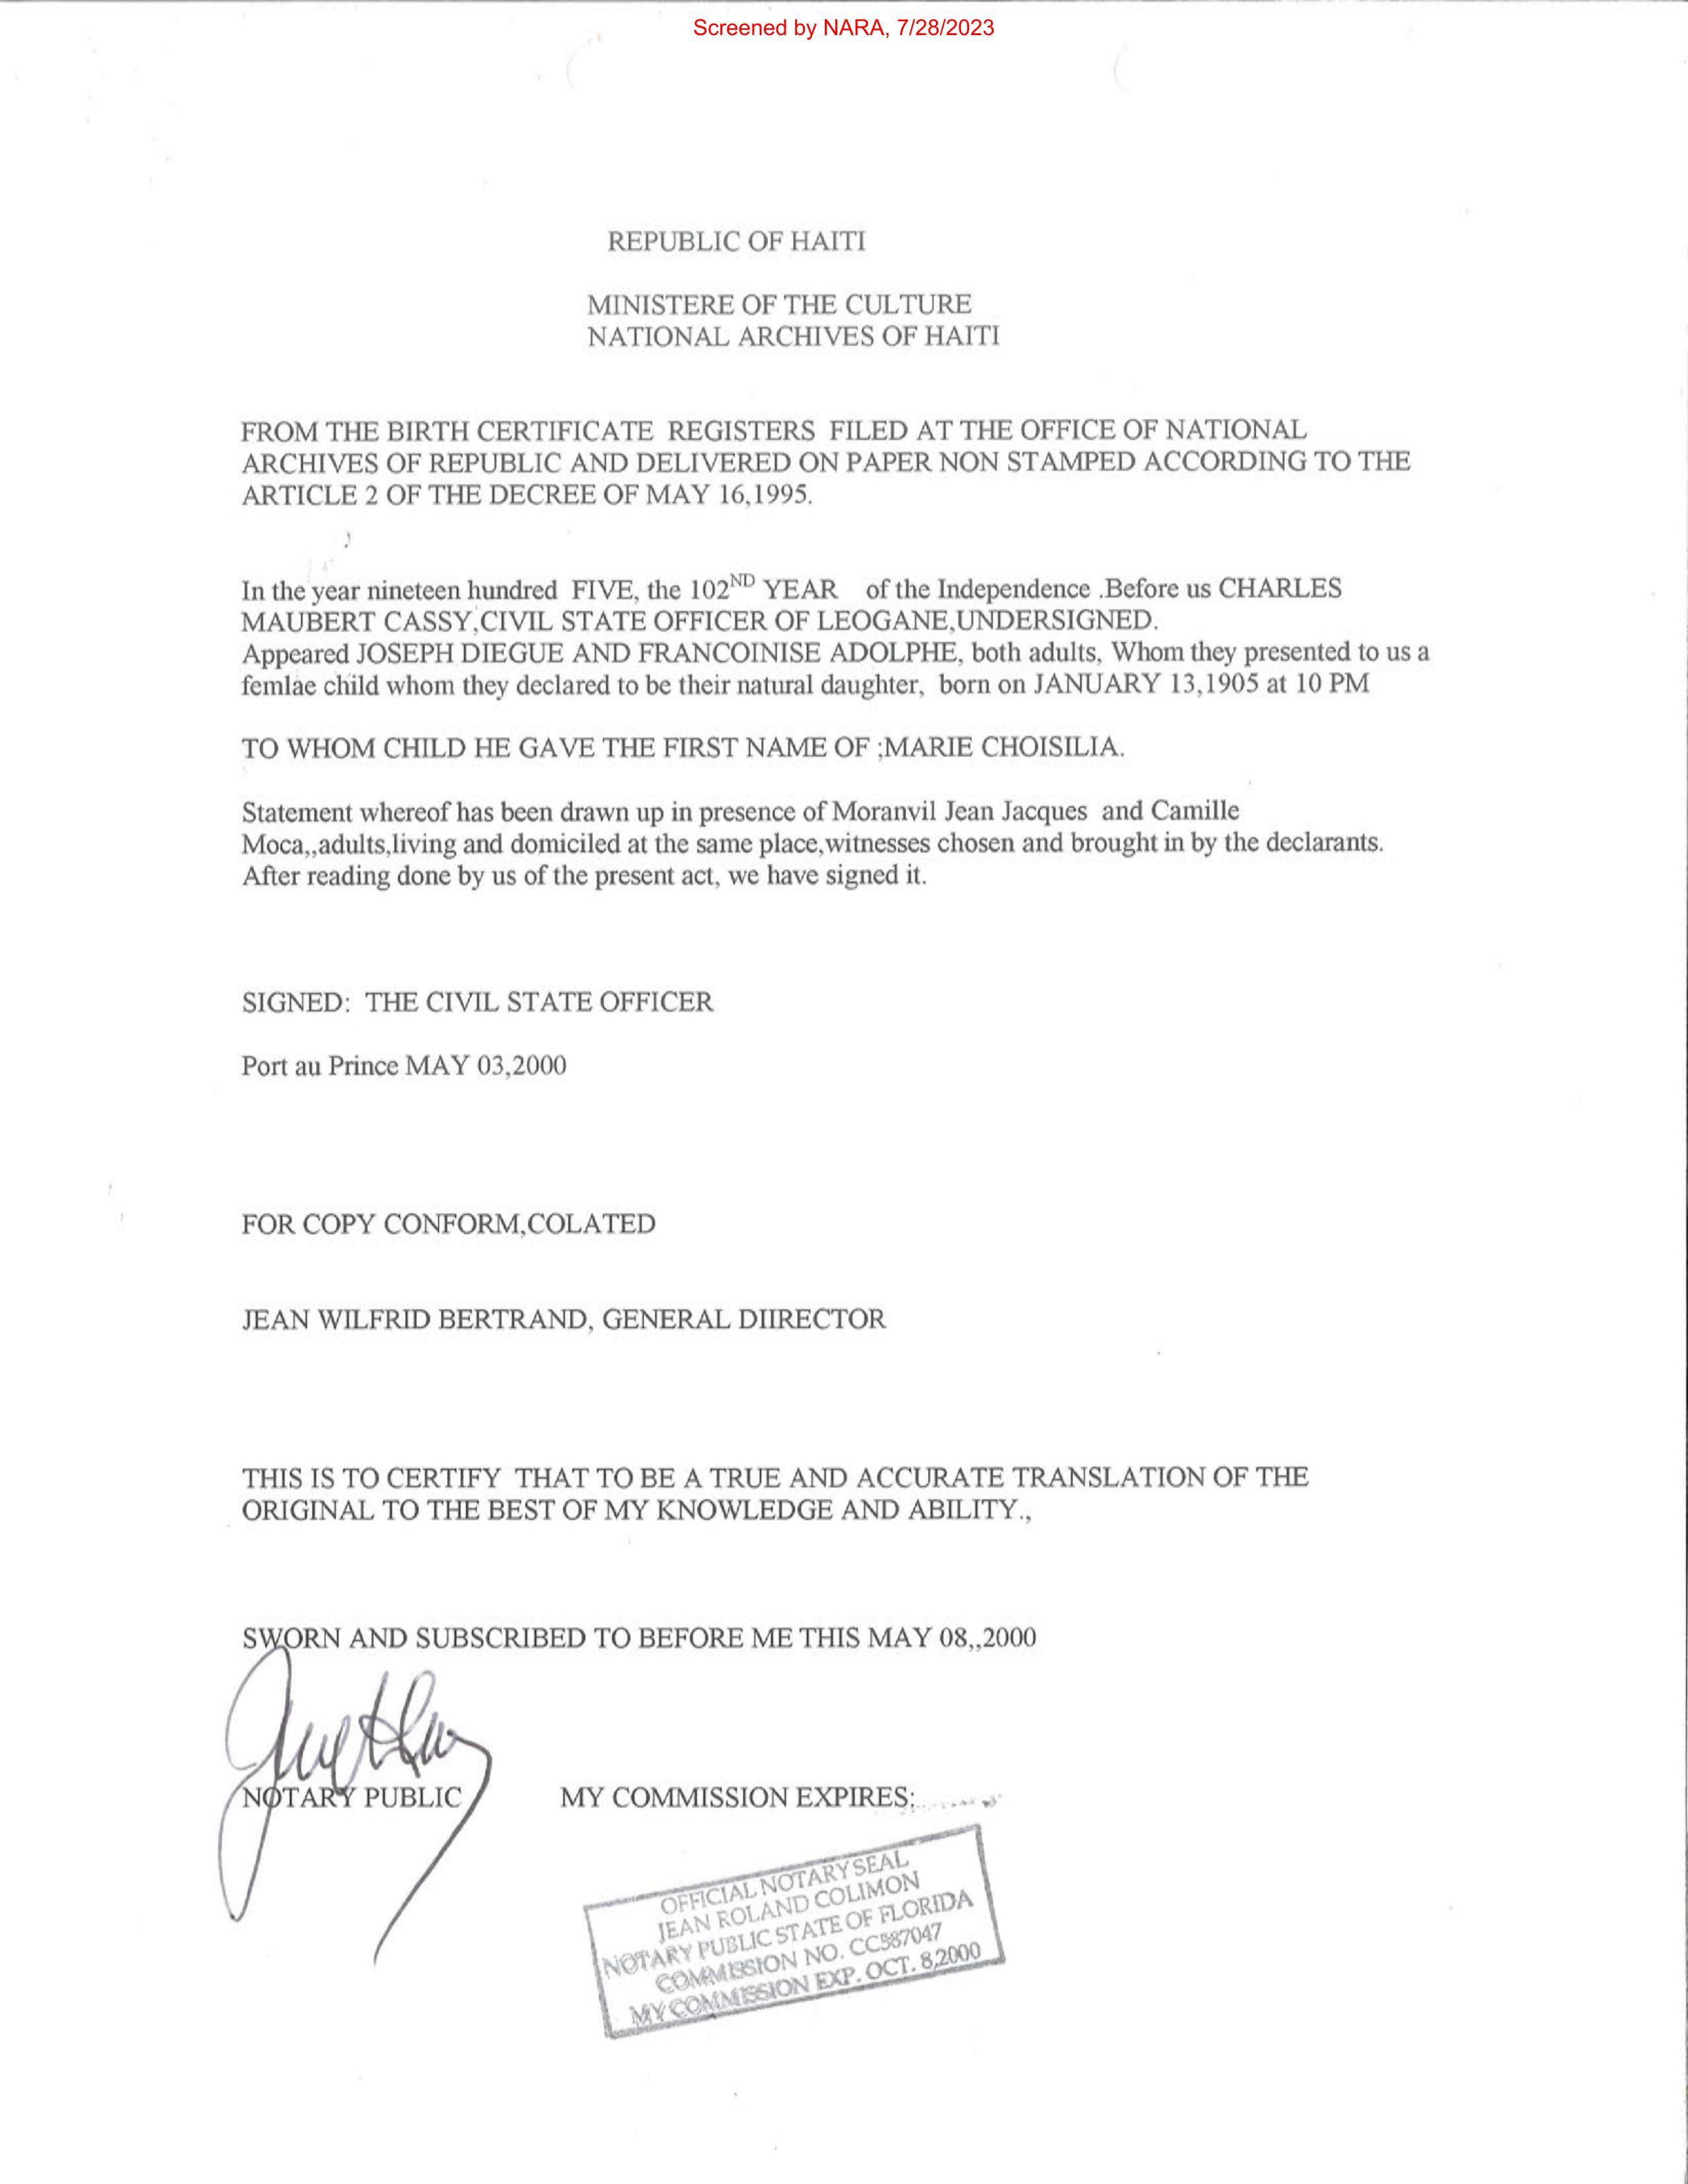 Screened by NARA, 7/28/2023
REPUBLIC OF HAITI
MINISTERE OF THE CULTURE
NATIONAL ARCHIVES OF HAITI
FROM THE BIRTH CERTIFICATE REGISTERS FILED AT THE OFFICE OF NATIONAL
ARCHIVES OF REPUBLIC AND DELIVERED ON PAPER NON STAMPED ACCORDING TO THE
ARTICLE 2 OF THE DECREE OF MAY 16,1995.
In the year nineteen hundred FIVE, the 102ND YEAR of the Independence .Before us CHARLES
MAUBERT CASSY,CIVIL STATE OFFICER OF LEOGANE,UNDERSIGNED.
Appeared JOSEPH DIEGUE AND FRANCOINISE ADOLPHE, both adults, Whom they presented to us a
femlae child whom they declared to be their natural daughter, born on JANUARY 13,1905 at 10 PM
TO WHOM CHILD HE GAVE THE FIRST NAME OF ;MARIE CHOISILIA.
Statement whereof has been drawn up in presence of Moranvil Jean Jacques and Camille
Moca,,adults,living and domiciled at the same place,witnesses chosen and brought in by the declarants.
After reading done by us of the present act, we have signed it.
SIGNED: THE CIVIL STATE OFFICER
Port au Prince MAY 03,2000
FOR COPY CONFORM,COLATED
JEAN WILFRID BERTRAND, GENERAL DIIRECTOR
THIS IS TO CERTIFY THAT TO BE A TRUE AND ACCURATE TRANSLATION OF THE
ORIGINAL TO THE BEST OF MY KNOWLEDGE AND ABILITY.,
SWORN AND SUBSCRIBED TO BEFORE ME THIS MAY 08,,2000
NOTARY PUBLIC MY COMMISSION EXPIRES:
OFFICIAL NOTARY SEAL
JEAN ROLAND COLIMON
NOTARY PUBLIC STATE OF FLORIDA
COMMISSION NO. CC587047
MY COMMISSION EXP. OCT. 8,2000